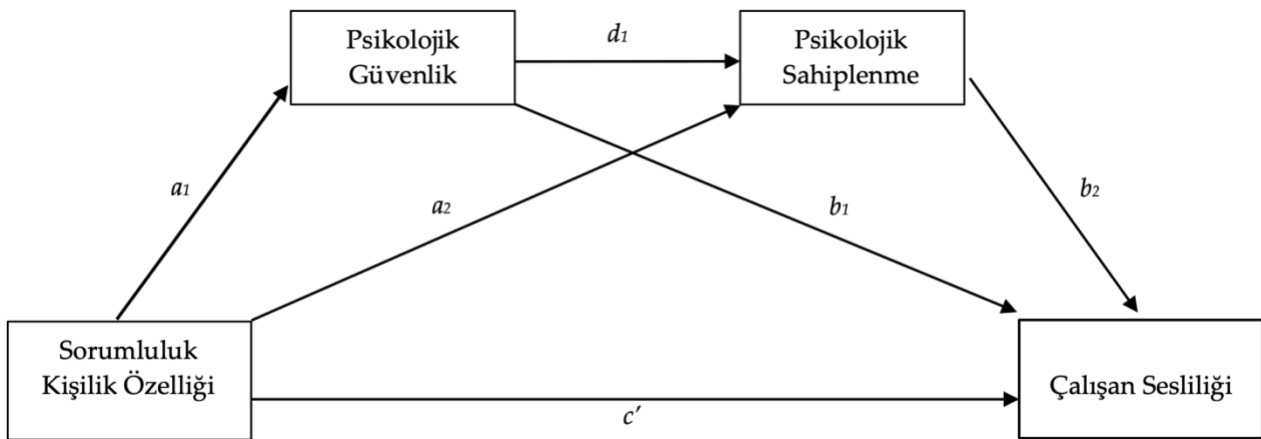 Psikolojik
Güvenlik
d1
Psikolojik
Sahiplenme
a1
a2
b1
b2
Sorumluluk
Kişilik Özelliği
c′
Çalışan Sesliliği